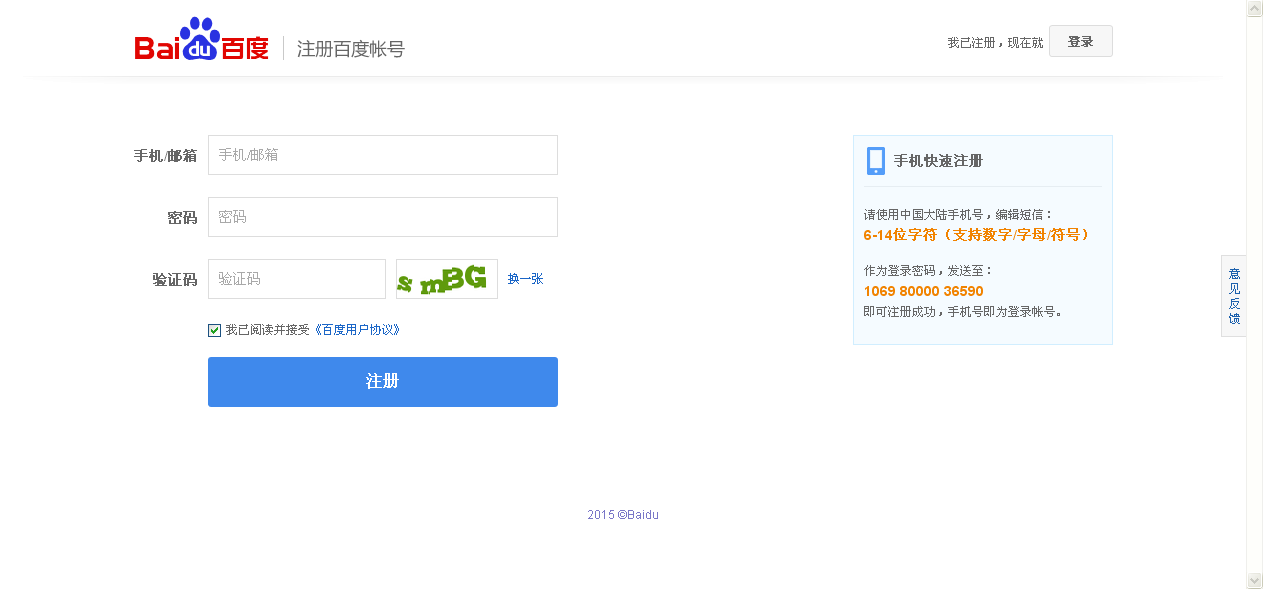 Baidu百度 注册百度帐号
我已注册，现在就 登录
手机/邮箱 手机/邮箱
密码 密码
验证码 验证码 smBG 换一张
我已阅读并接受《百度用户协议》
注册
手机快速注册
请使用中国大陆手机号，编辑短信：
6-14位字符（支持数字/字母/符号）
作为登录密码，发送至：
1069 80000 36590
即可注册成功，手机号即为登录帐号。
意
见
反
馈
2015 ©Baidu